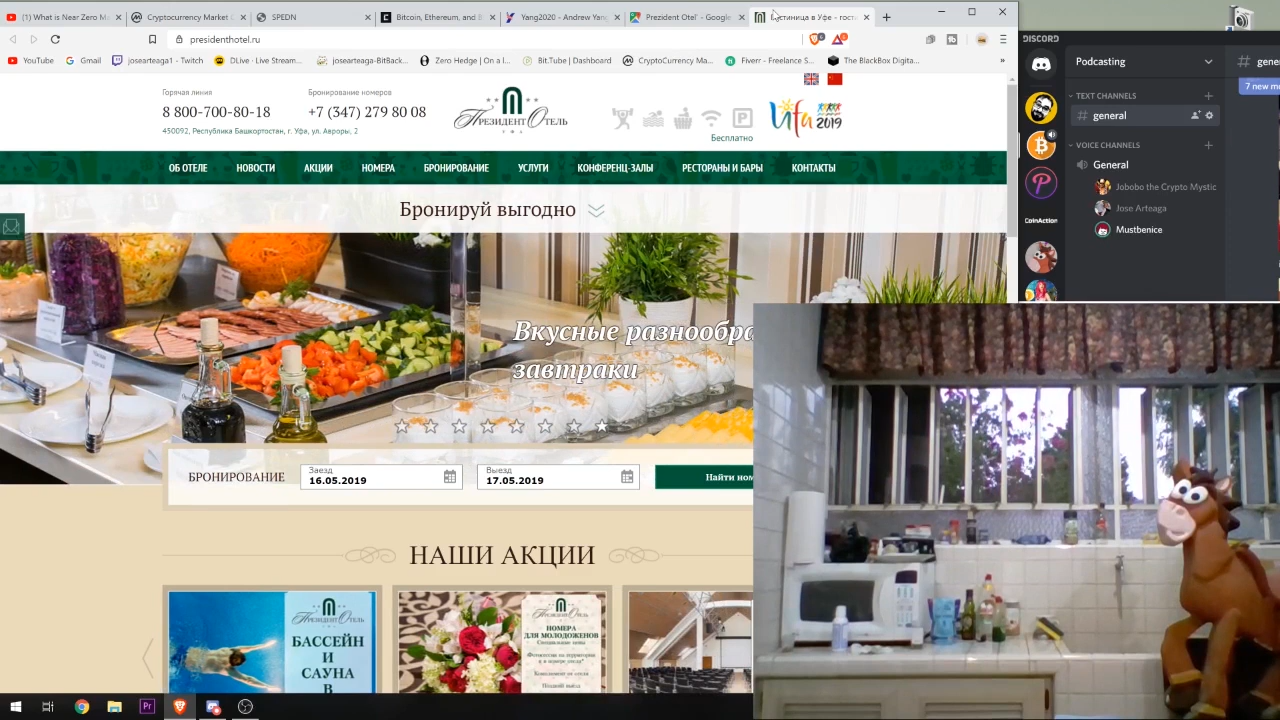 (1) What is Near Zero M
Cryptocurrency Market
SPEDN
Bitcoin, Ethereum, and B
Yang2020 - Andrew Yan
Prezident Otel' - Google
Гостиница в Уфе - гост
presidenthotel.ru
YouTube
Gmail
josearteaga1 - Twitch
DLive · Live Stream...
josearteaga-BitBack...
Zero Hedge | On a l...
Bit.Tube | Dashboard
CryptoCurrency Ma...
Fiverr - Freelance S...
The BlackBox Digita...
Горячая линия
8 800-700-80-18
Бронирование номеров
+7 (347) 279 80 08
450092, Республика Башкортостан, г. Уфа, ул. Авроры, 2
ПРЕЗИДЕНТ ОТЕЛЬ
P
Бесплатно
Ufa 2019
ОБ ОТЕЛЕ
НОВОСТИ
АКЦИИ
НОМЕРА
БРОНИРОВАНИЕ
УСЛУГИ
КОНФЕРЕНЦ-ЗАЛЫ
РЕСТОРАНЫ И БАРЫ
КОНТАКТЫ
Бронируй выгодно
Вкусные разнообра
завтраки
БРОНИРОВАНИЕ
Заезд
16.05.2019
Выезд
17.05.2019
Найти ном
НАШИ АКЦИИ
ПРЕЗИДЕНТ ОТЕЛЬ
БАССЕЙН
И
САУНА
В
ПРЕЗИДЕНТ ОТЕЛЬ
НОМЕРА
ДЛЯ МОЛОДОЖЕНОВ
Pr
DISCORD
CoinAction
Podcasting
TEXT CHANNELS
# general
VOICE CHANNELS
General
Jobobo the Crypto Mystic
Jose Arteaga
Mustbenice
# gene
7 new m